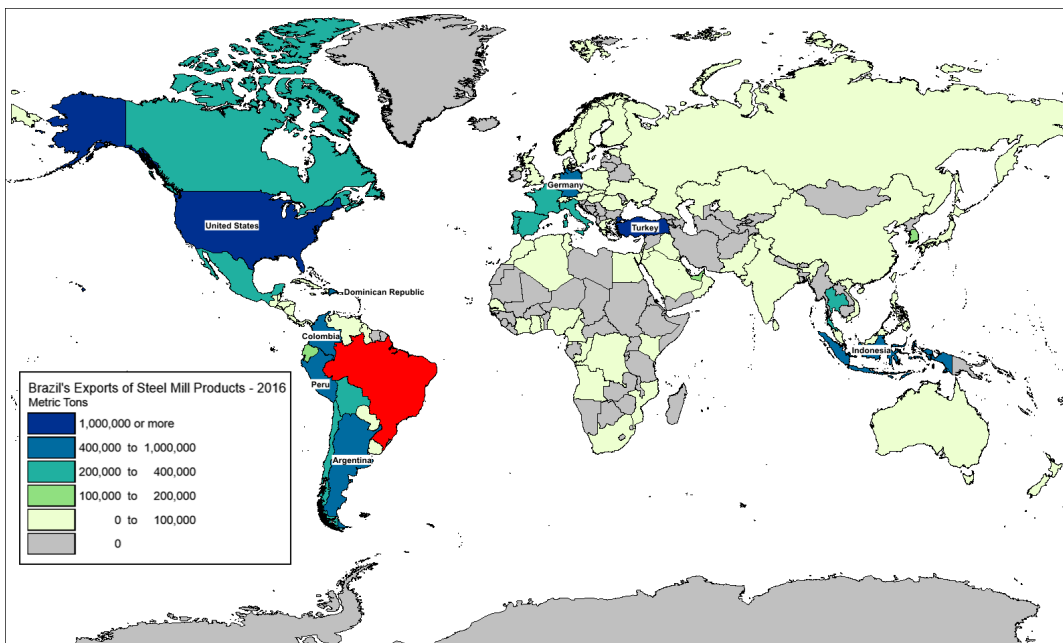 Germany
United States
Turkey
Dominican Republic
Colombia
Indonesia
Peru
Argentina
Brazil's Exports of Steel Mill Products - 2016
Metric Tons
1,000,000 or more
400,000 to 1,000,000
200,000 to 400,000
100,000 to 200,000
0 to 100,000
0